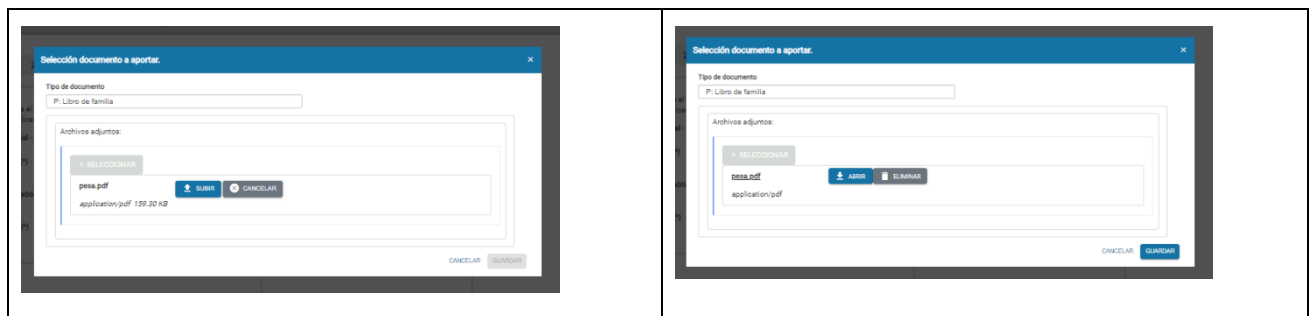 Selección documento a aportar. ×
Tipo de documento
P: Libro de familia
Archivos adjuntos:
+ SELECCIONAR
pesa.pdf
SUBIR CANCELAR
application/pdf 159.30 KB
CANCELAR GUARDAR
Selección documento a aportar. ×
Tipo de documento
P: Libro de familia
Archivos adjuntos:
+ SELECCIONAR
pesa.pdf
ABRIR ELIMINAR
application/pdf
CANCELAR GUARDAR